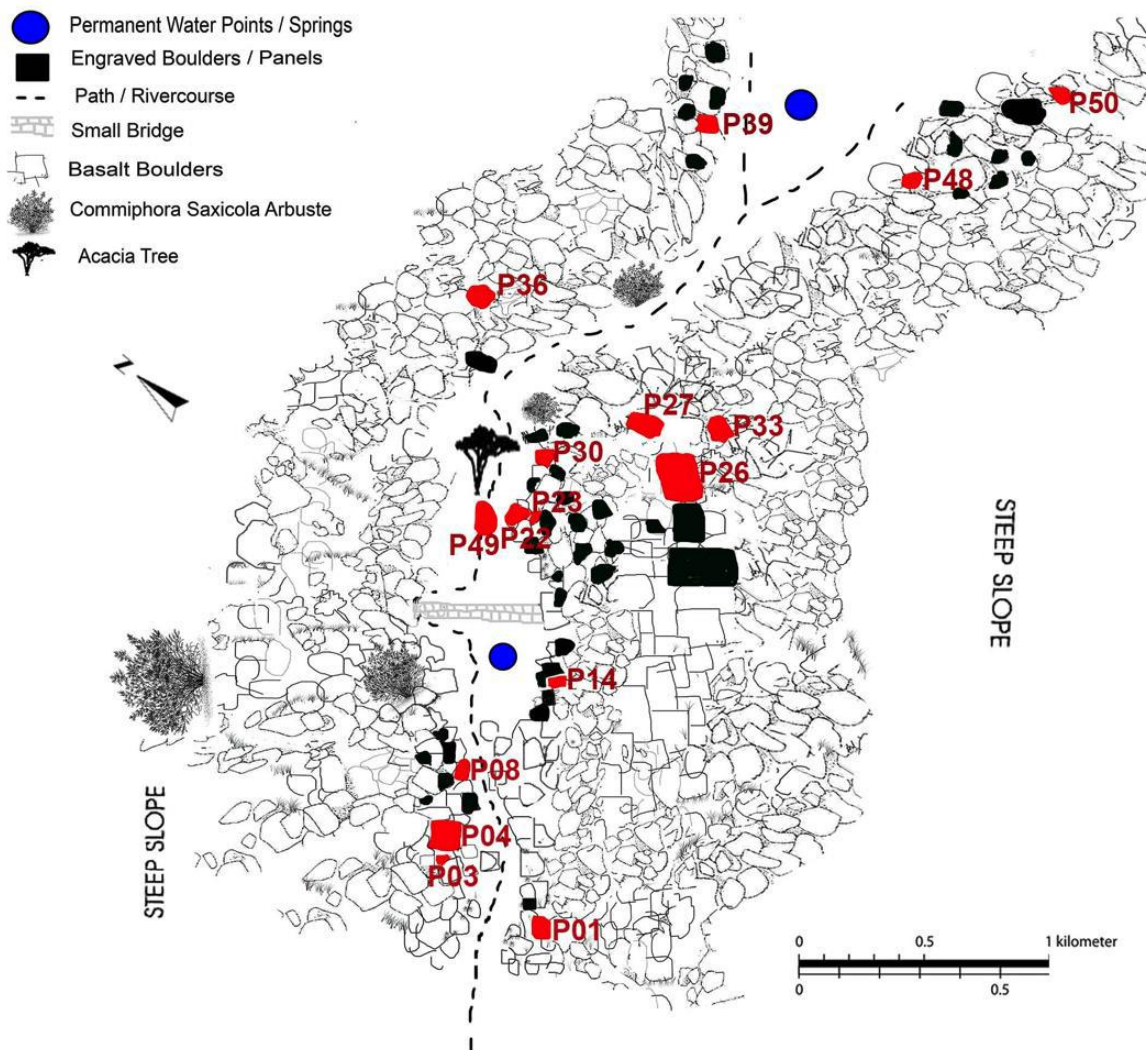 Permanent Water Points / Springs
Engraved Boulders / Panels
Path / Rivercourse
Small Bridge
Basalt Boulders
Commiphora Saxicola Arbuste
Acacia Tree
P50
P39
P48
P36
P27
P33
P30
P26
P23
P49
P22
STEEP SLOPE
P14
P08
STEEP SLOPE
P04
P03
P01
0 0.5 1 kilometer
0 0.5